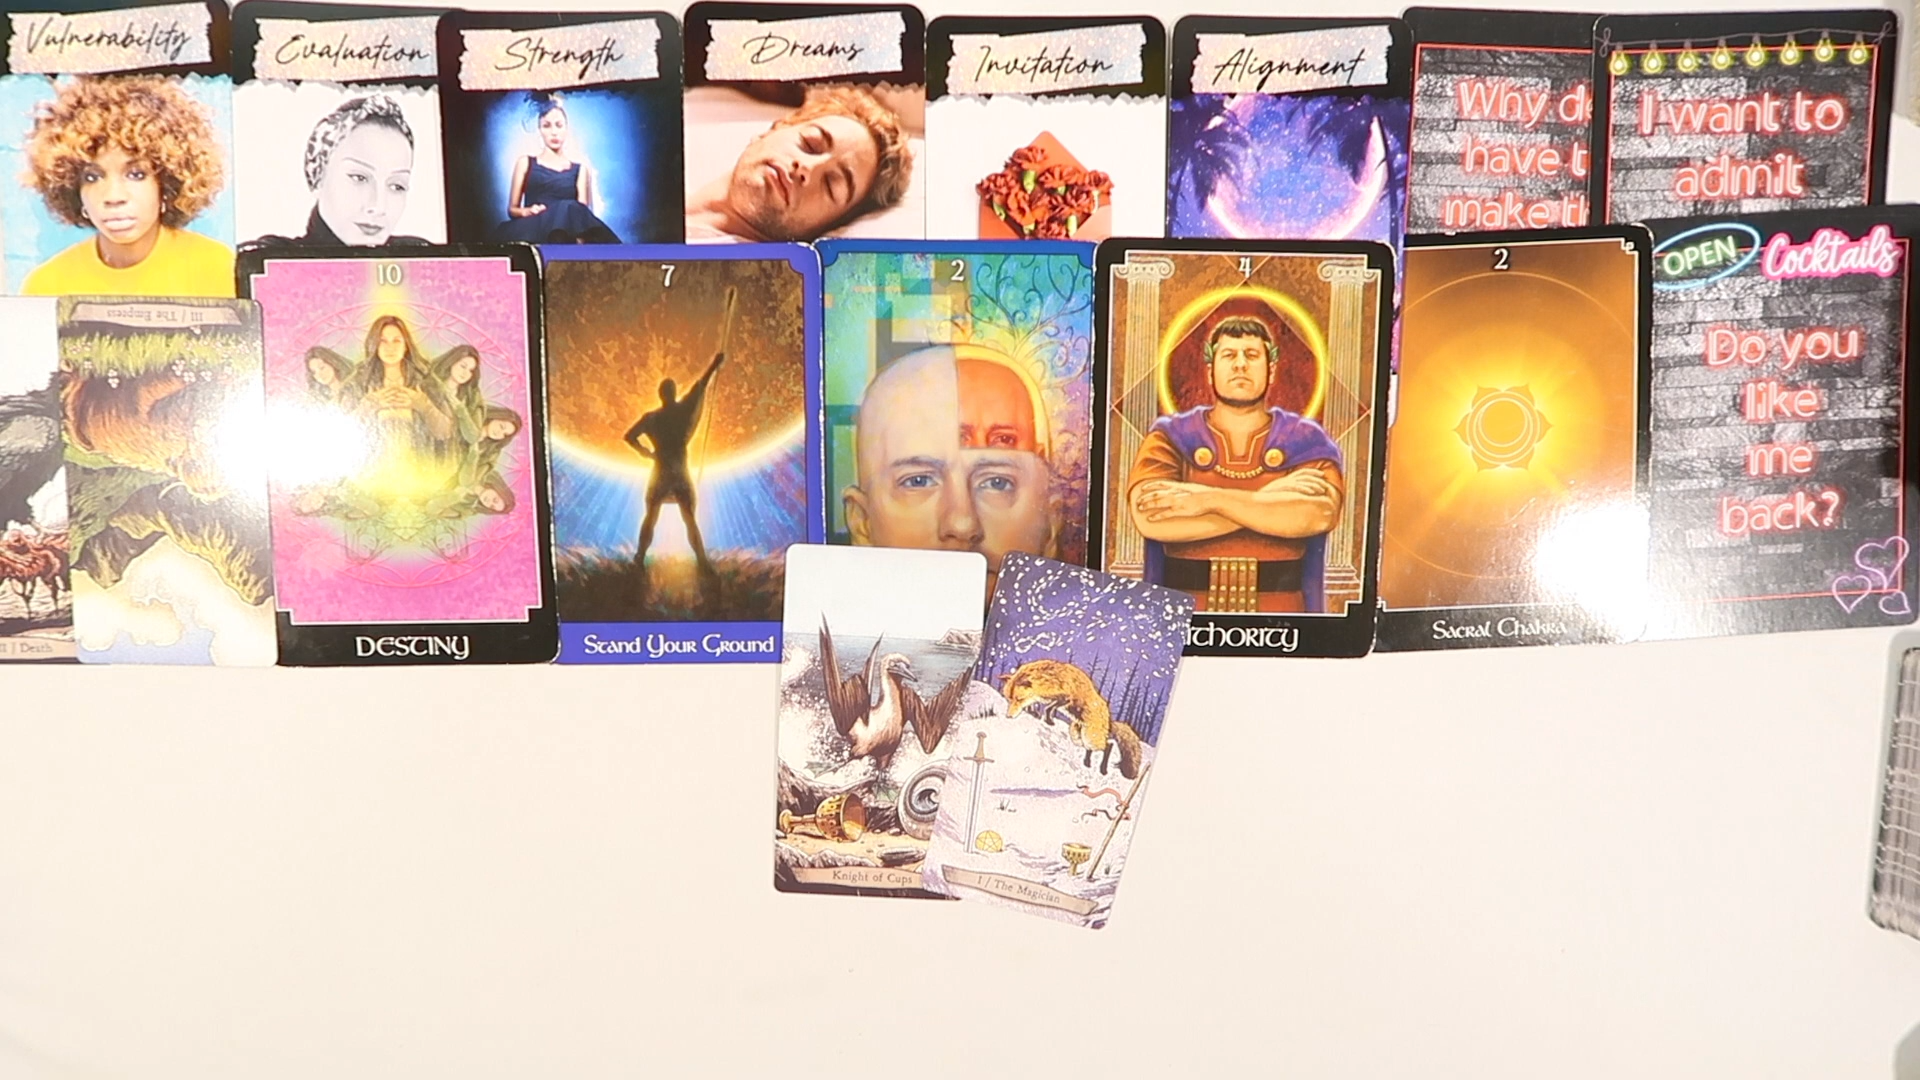 Vulnerability
Evaluation
Strength
Dreams
Invitation
Alignment
Why
have
make
I want to
admit
III / The Empress
Death
10
DESTINY
7
Stand Your Ground
2
4
2
Sacral Chakra
OPEN
Cocktails
Do you
like
me
back?
Knight of Cups
I / The Magician